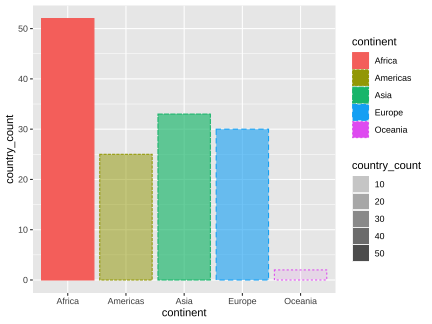 country_count
50
40
30
20
10
0
Africa Americas Asia Europe Oceania
continent
continent
Africa
Americas
Asia
Europe
Oceania
country_count
10
20
30
40
50